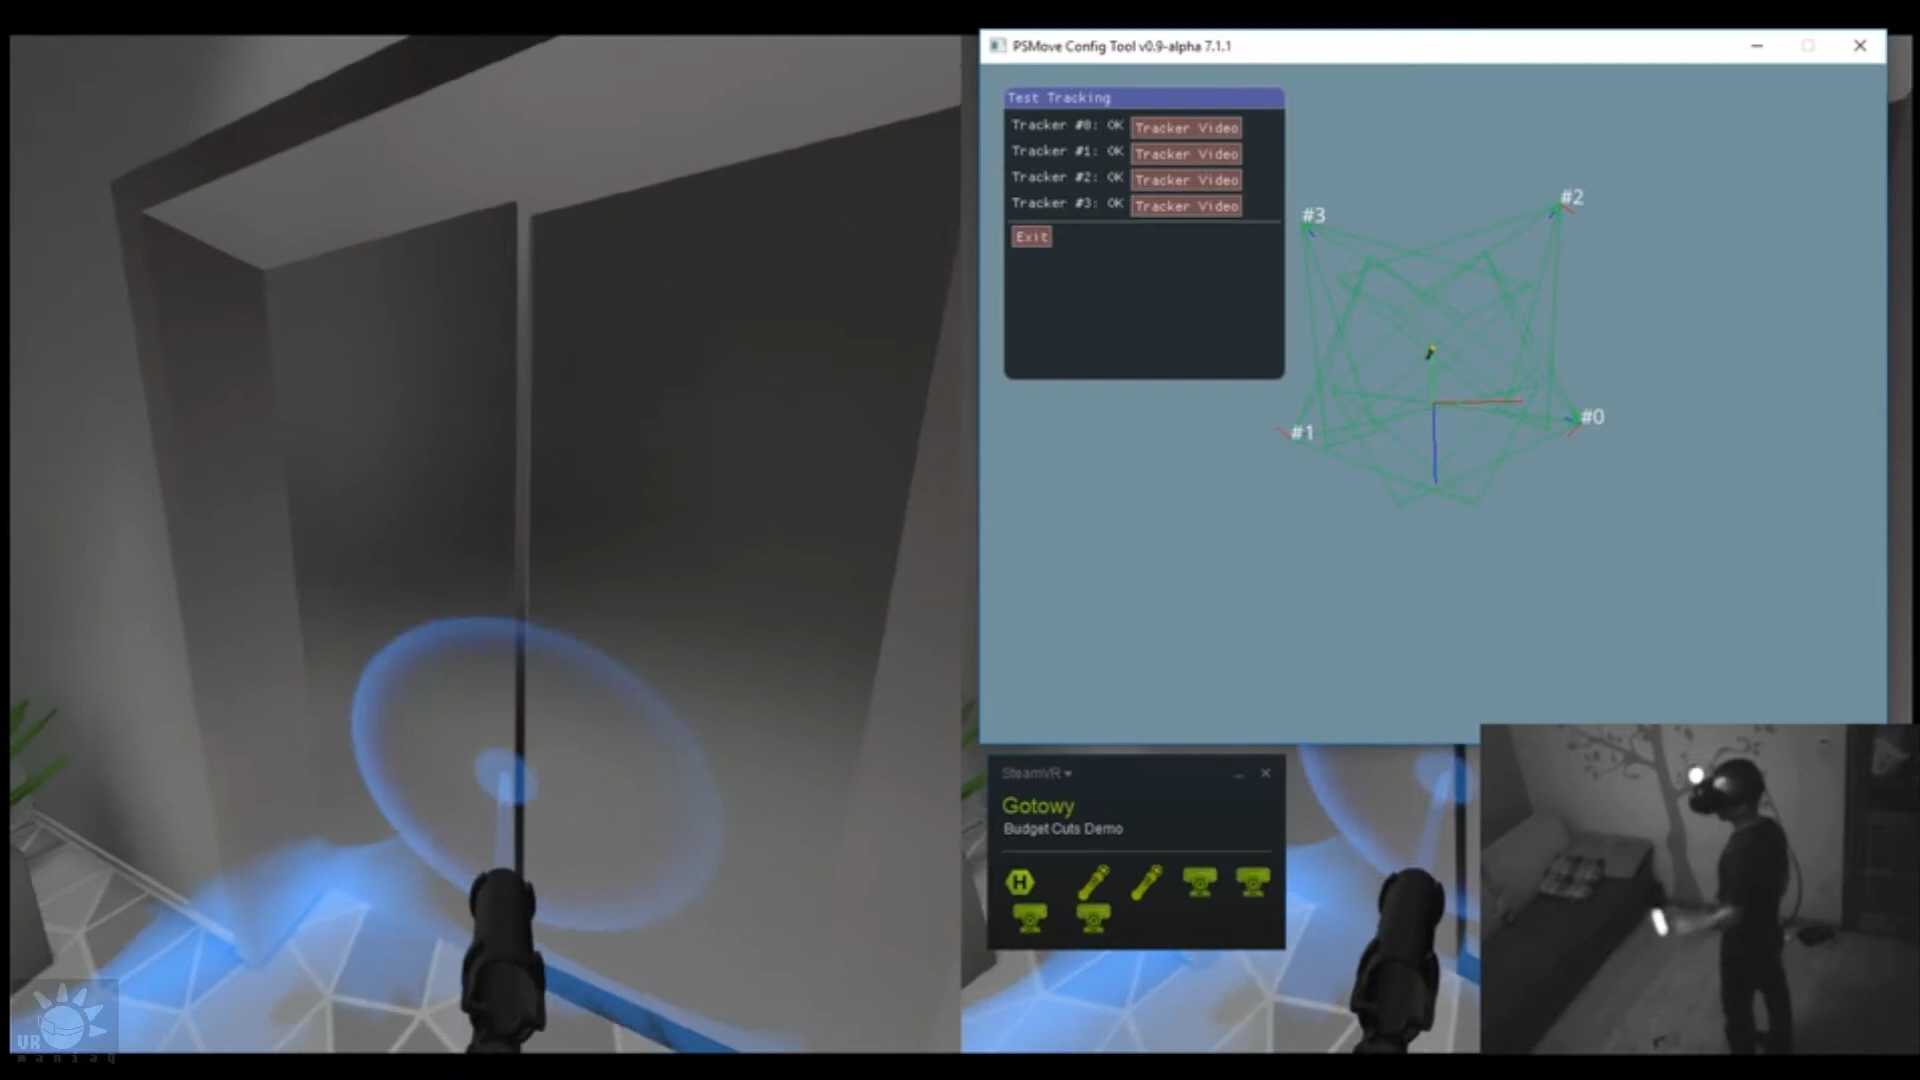 PSMove Config Tool v0.9-alpha 7.1.1
Test Tracking
Tracker #0: OK Tracker Video
Tracker #1: OK Tracker Video
Tracker #2: OK Tracker Video
Tracker #3: OK Tracker Video
Exit
#2
#3
#0
#1
SteamVR
Gotowy
Budget Cuts Demo
H
VR
maniaQ